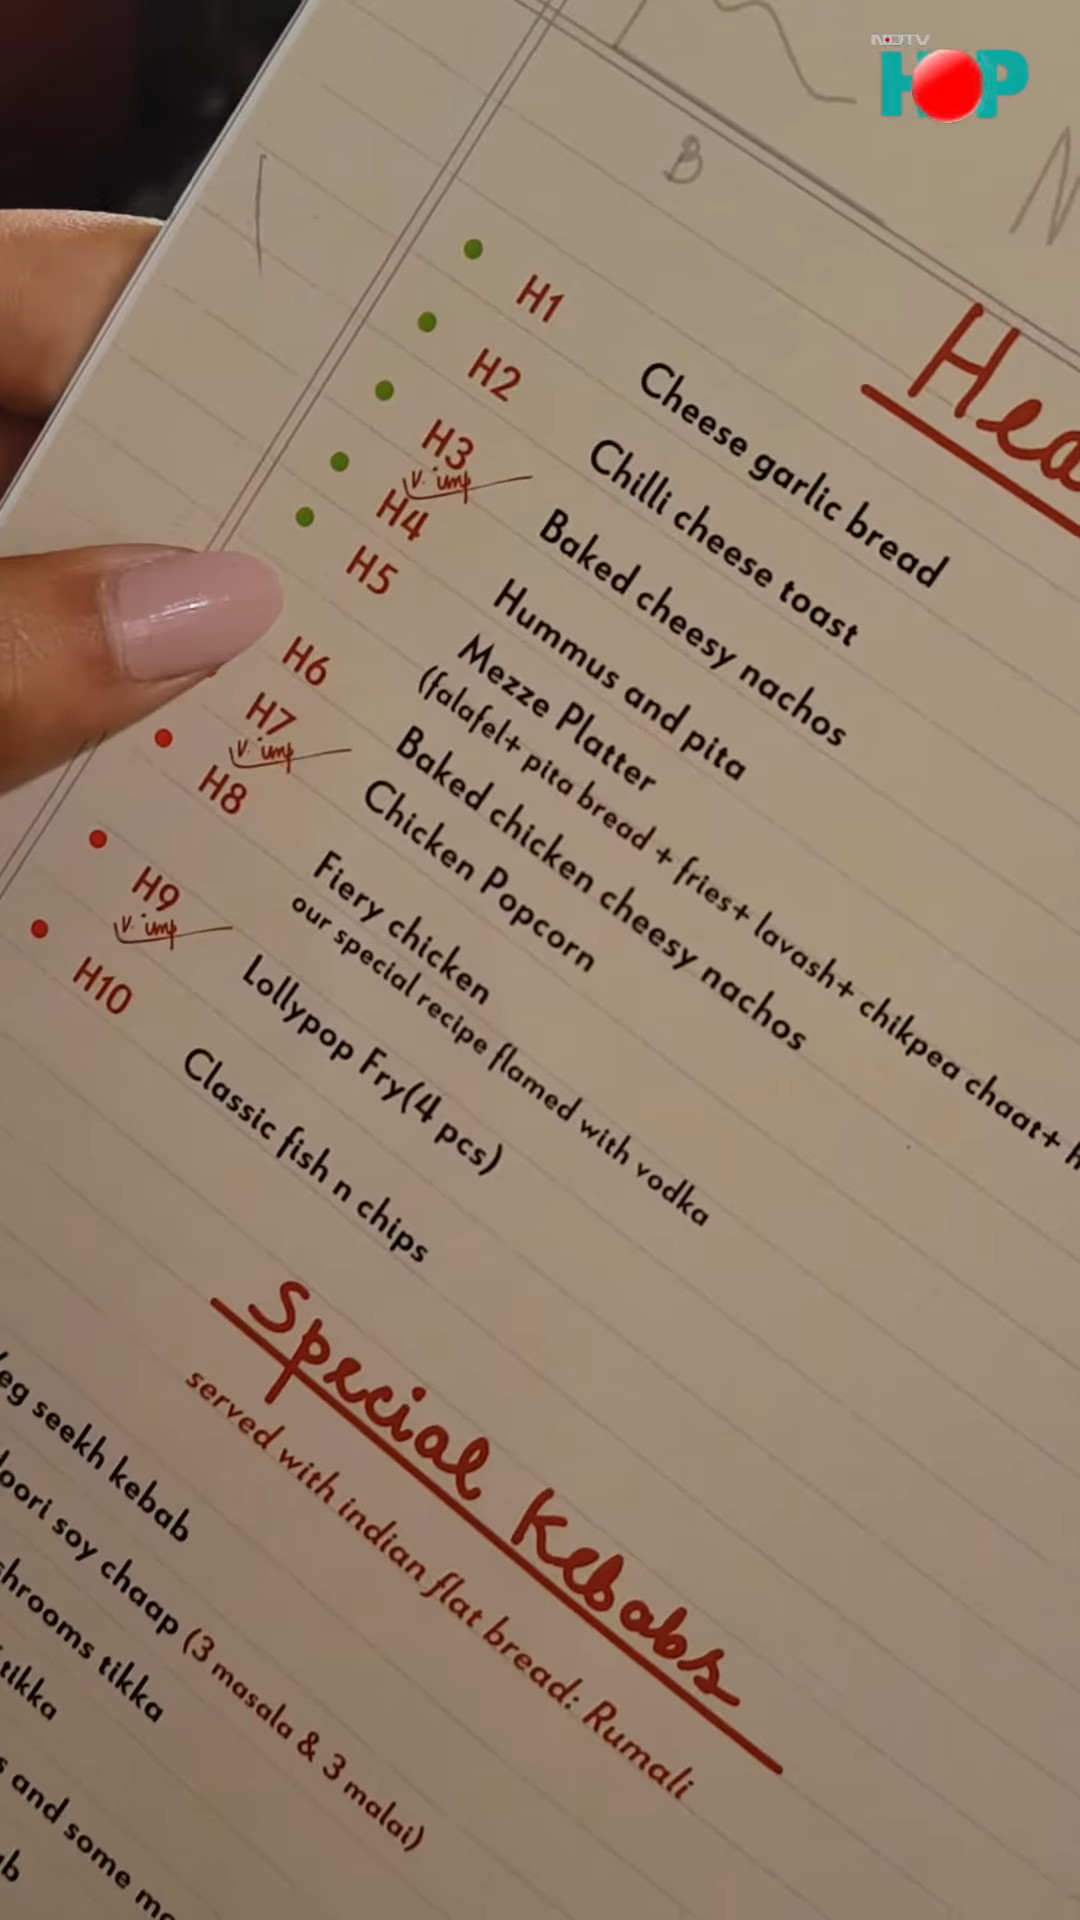 NDTV
HOP
B
N
Hea
H1 Cheese garlic bread
H2 Chilli cheese toast
H3 Baked cheesy nachos
v. imp
H4 Hummus and pita
H5 Mezze Platter
(falafel+ pita bread + fries+ lavash+ chikpea chaat+ h
H6 Baked chicken cheesy nachos
H7 Chicken Popcorn
v. imp
H8 Fiery chicken
our special recipe flamed with vodka
H9 Lollypop Fry(4 pcs)
v. imp
H10 Classic fish n chips
Special Kebabs
served with indian flat bread: Rumali
eg seekh kebab
oori soy chaap (3 masala & 3 malai)
hrooms tikka
tikka
s and some mo
ab